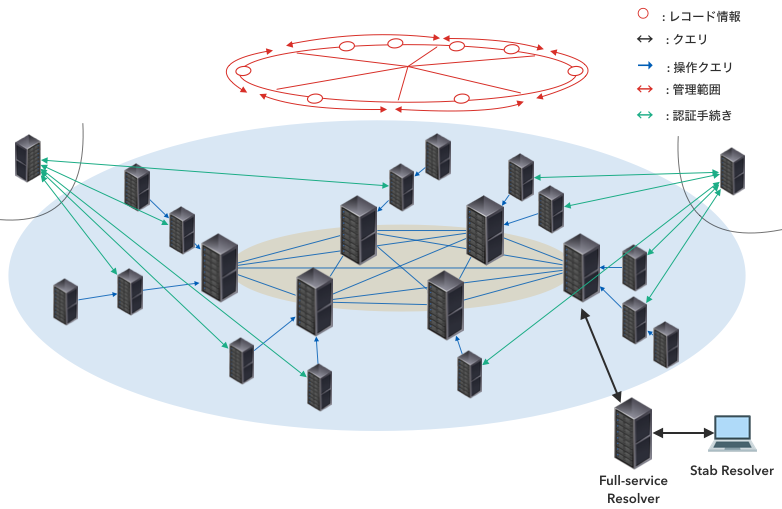 : レコード情報
: クエリ
: 操作クエリ
: 管理範囲
: 認証手続き
Full-service
Resolver
Stab Resolver